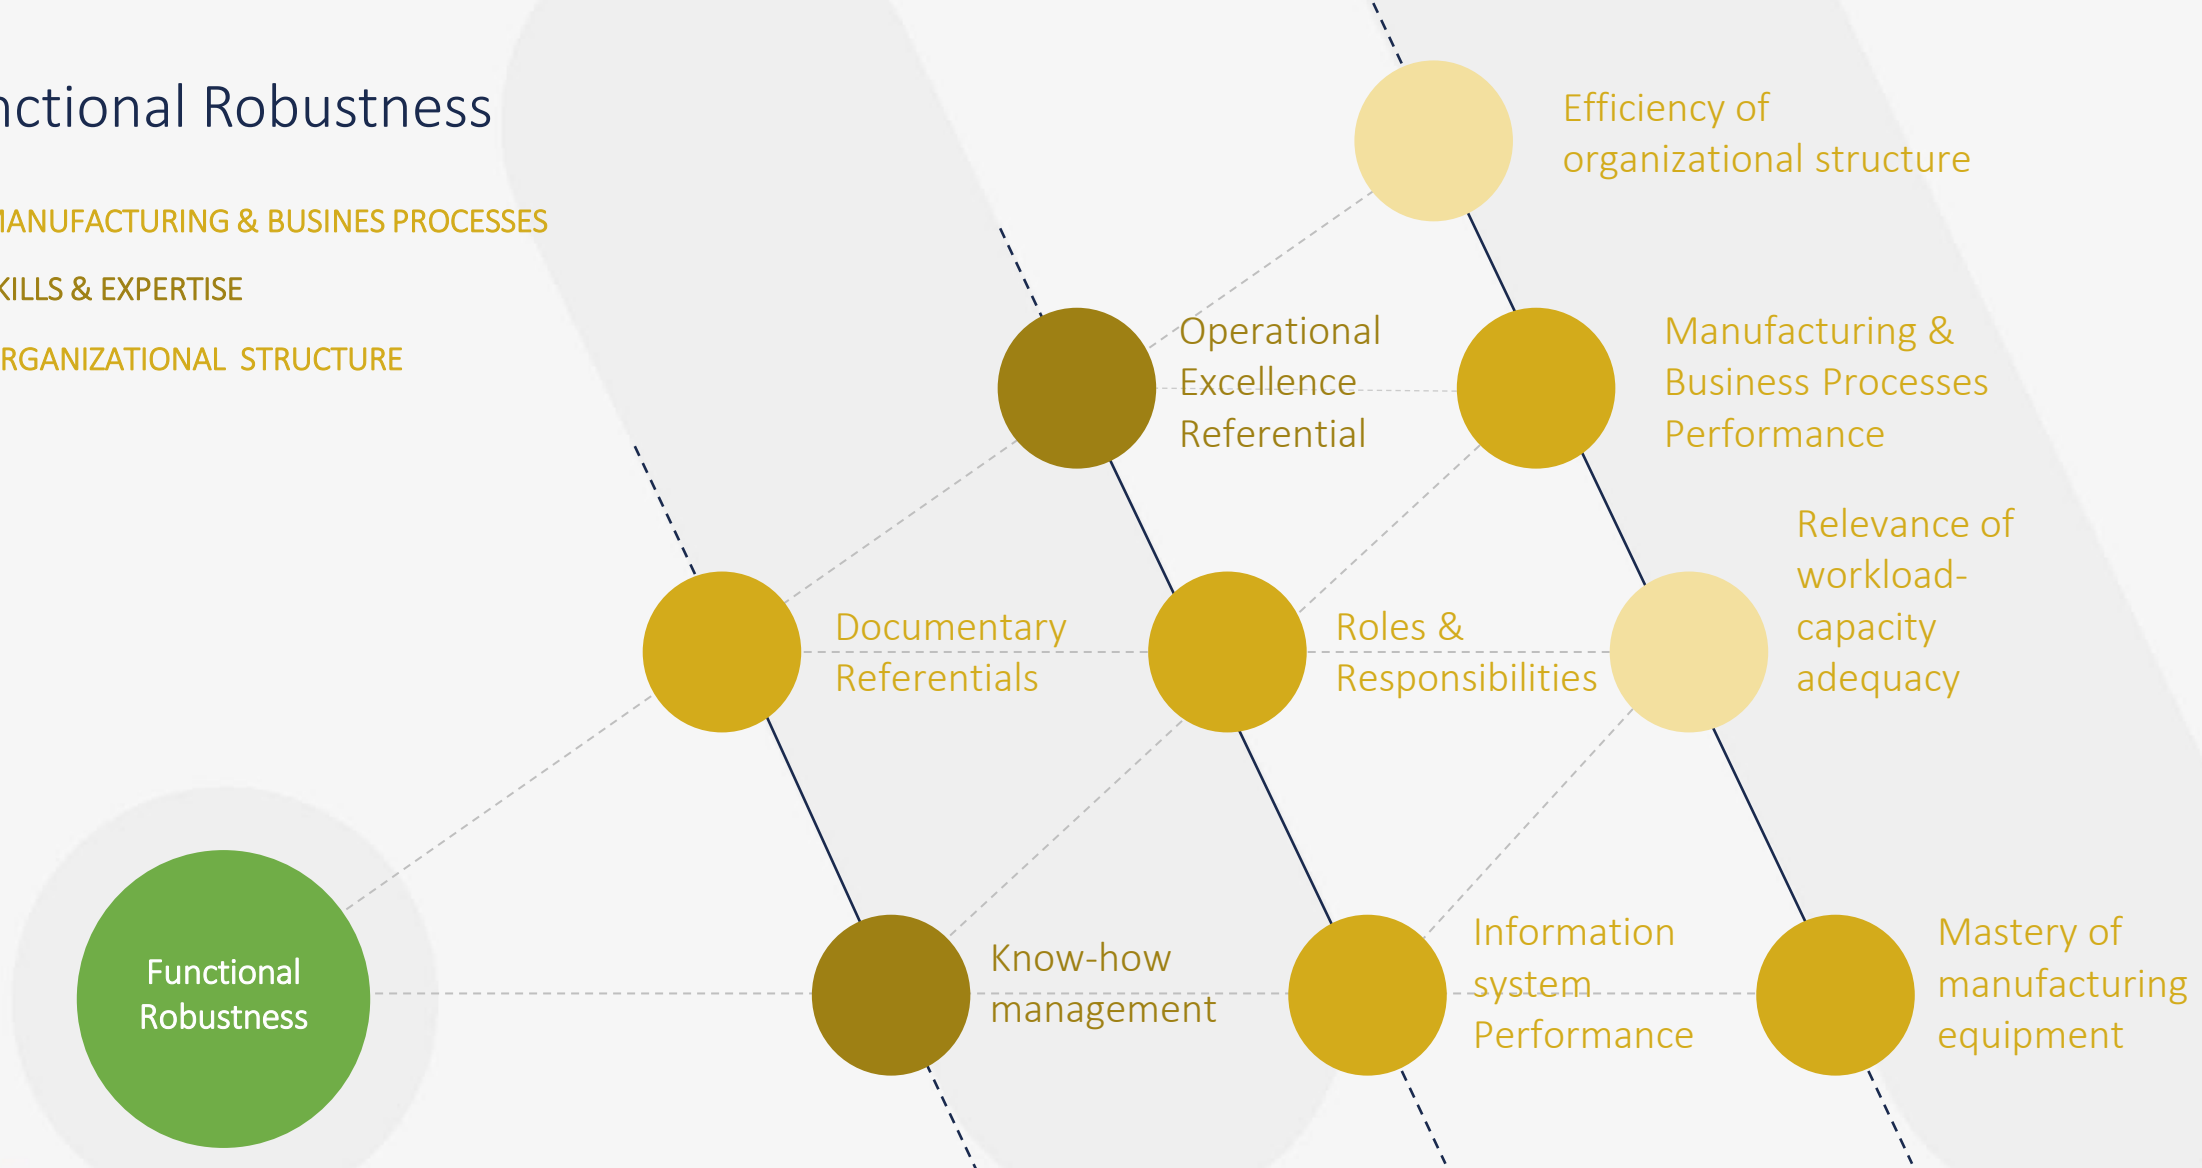 nctional Robustness
MANUFACTURING & BUSINES PROCESSES
KILLS & EXPERTISE
RGANIZATIONAL STRUCTURE
Efficiency of
organizational structure
Operational
Excellence
Referential
Manufacturing &
Business Processes
Performance
Relevance of
workload-
capacity
adequacy
Documentary
Referentials
Roles &
Responsibilities
Functional
Robustness
Know-how
management
Information
system
Performance
Mastery of
manufacturing
equipment